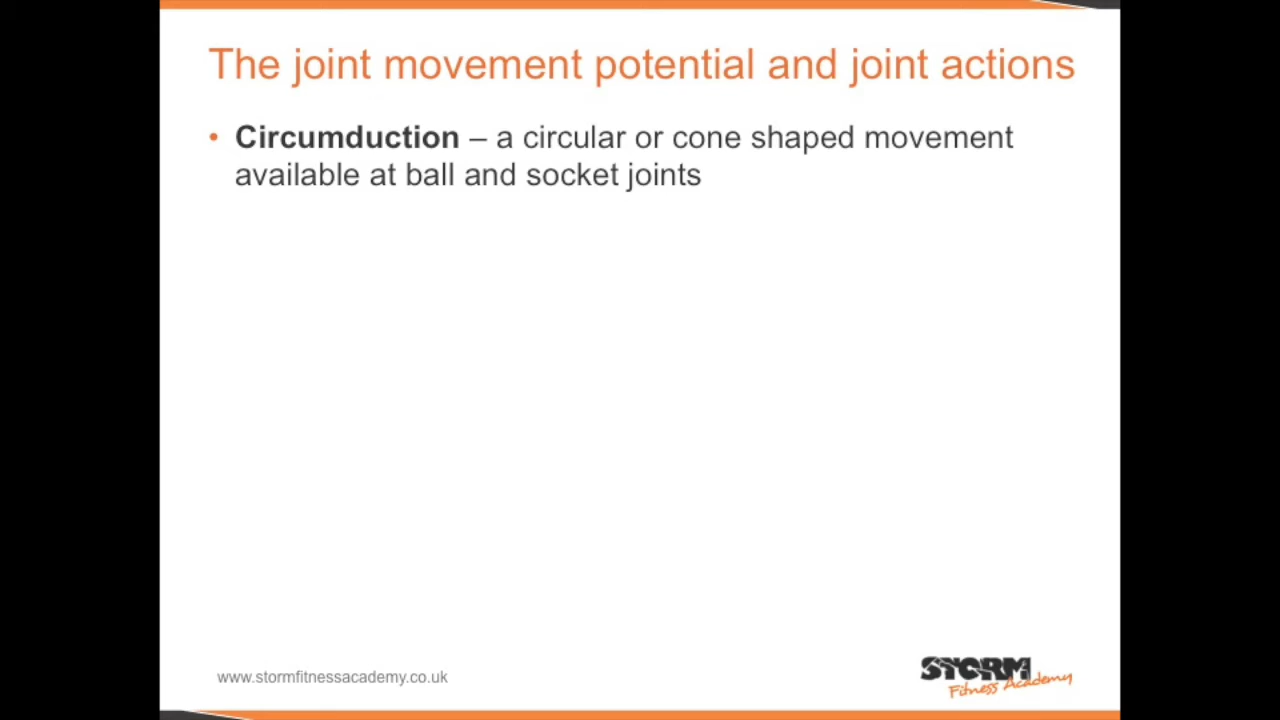 The joint movement potential and joint actions
• Circumduction – a circular or cone shaped movement
available at ball and socket joints
www.stormfitnessacademy.co.uk
STORM
Fitness Academy